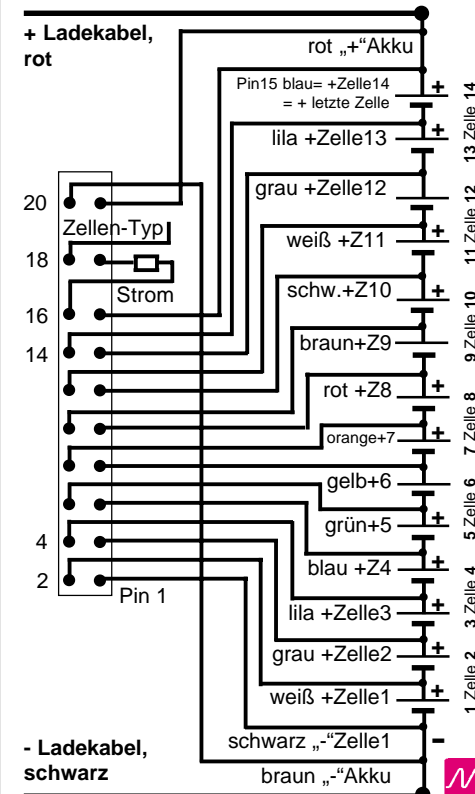 + Ladekabel,
rot
rot „+“Akku
Pin15 blau= +Zelle14
= + letzte Zelle
lila +Zelle13
grau +Zelle12
weiß +Z11
schw.+Z10
braun+Z9
rot +Z8
orange+7
gelb+6
grün+5
blau +Z4
lila +Zelle3
grau +Zelle2
weiß +Zelle1
schwarz „-“Zelle1
braun „-“Akku
20
Zellen-Typ
18
Strom
16
14
4
2
Pin 1
- Ladekabel,
schwarz
+
+
+
+
+
+
+
+
+
+
-
13 Zelle 14
11 Zelle 12
9 Zelle 10
7 Zelle 8
5 Zelle 6
3 Zelle 4
1 Zelle 2